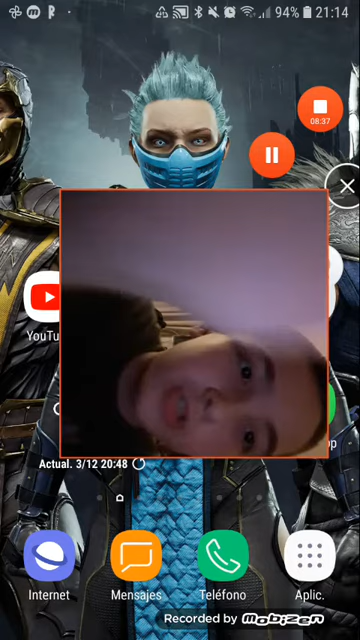 94% 21:14
08:37
YouTu
p
Actual. 3/12 20:48
Internet Mensajes Teléfono Aplic.
Recorded by Mobizen